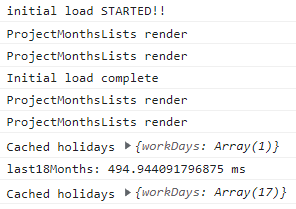 initial load STARTED!!
ProjectMonthsLists render
ProjectMonthsLists render
Initial load complete
ProjectMonthsLists render
ProjectMonthsLists render
Cached holidays ▶ {workDays: Array(1)}
last18Months: 494.944091796875 ms
Cached holidays ▶ {workDays: Array(17)}